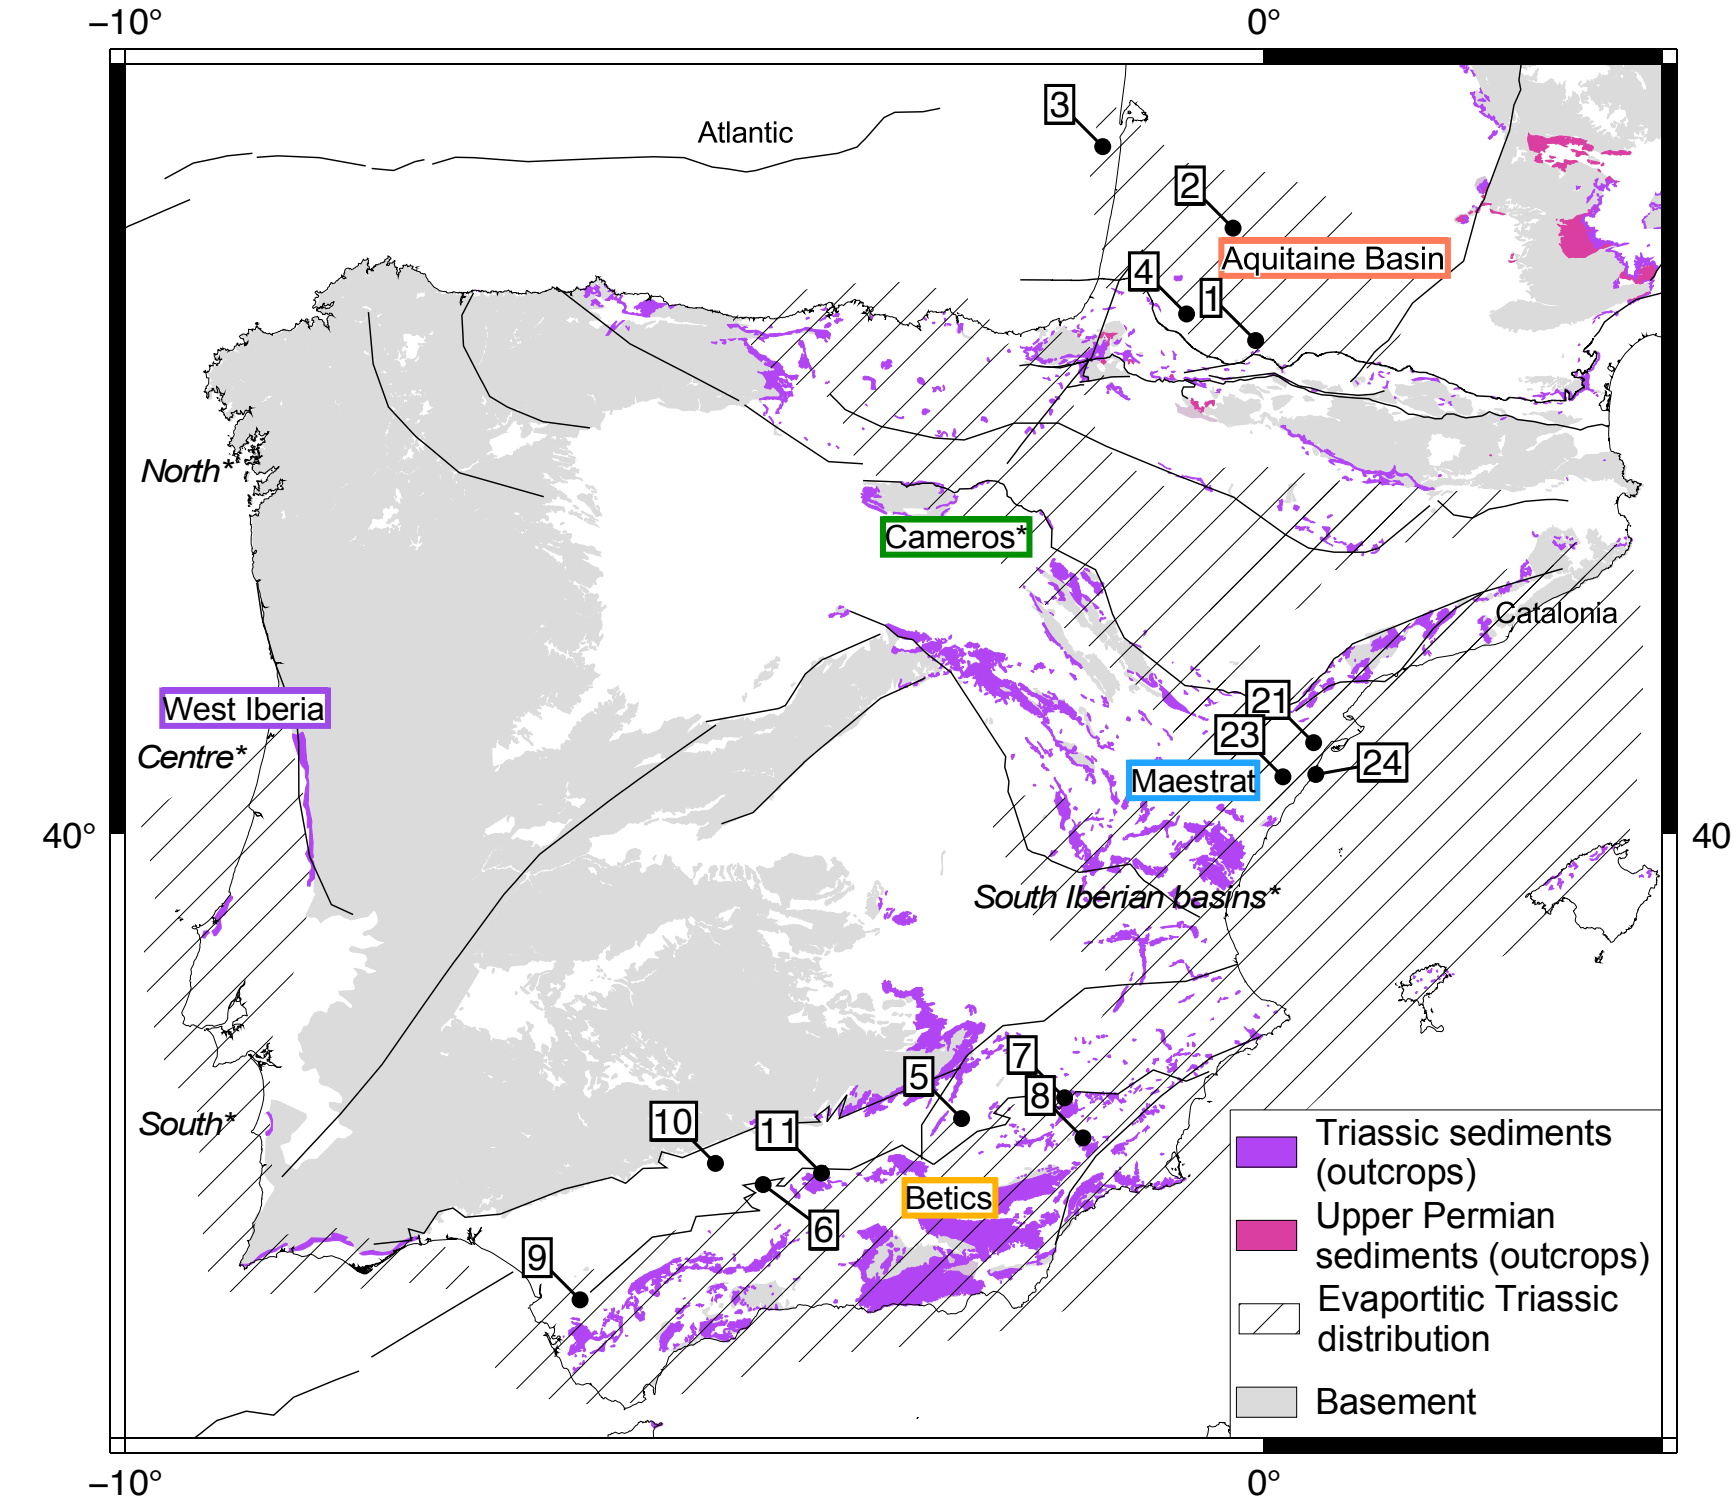 −10°
0°
3
Atlantic
2
Aquitaine Basin
4
1
North*
Cameros*
Catalonia
West Iberia
21
23
Centre*
24
Maestrat
40°
40
South Iberian basins*
7
5
8
10
11
South*
Betics
6
9
Triassic sediments
(outcrops)
Upper Permian
sediments (outcrops)
Evaportitic Triassic
distribution
Basement
−10°
0°